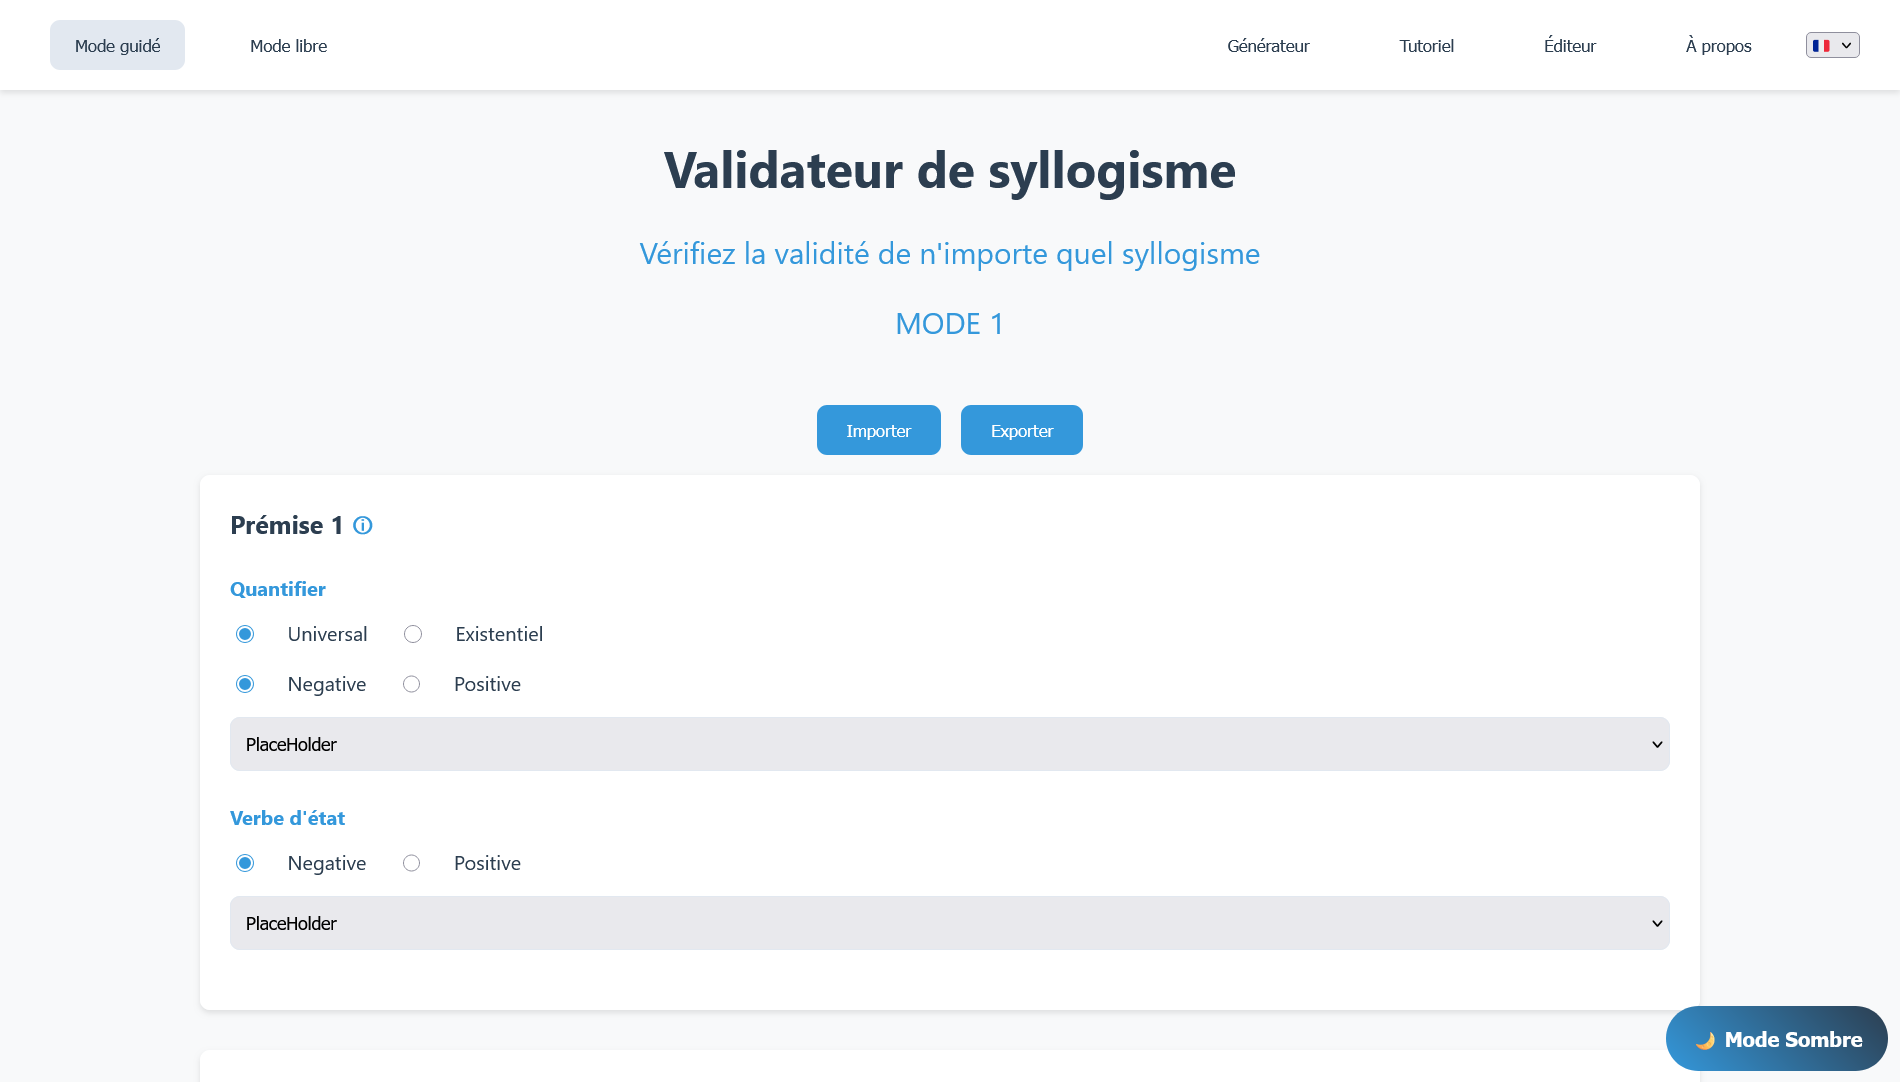 Mode guidé
Mode libre
Générateur
Tutoriel
Éditeur
À propos
Validateur de syllogisme
Vérifiez la validité de n'importe quel syllogisme
MODE 1
Importer
Exporter
Prémise 1
Quantifier
Universal
Existentiel
Negative
Positive
PlaceHolder
Verbe d'état
Negative
Positive
PlaceHolder
Mode Sombre